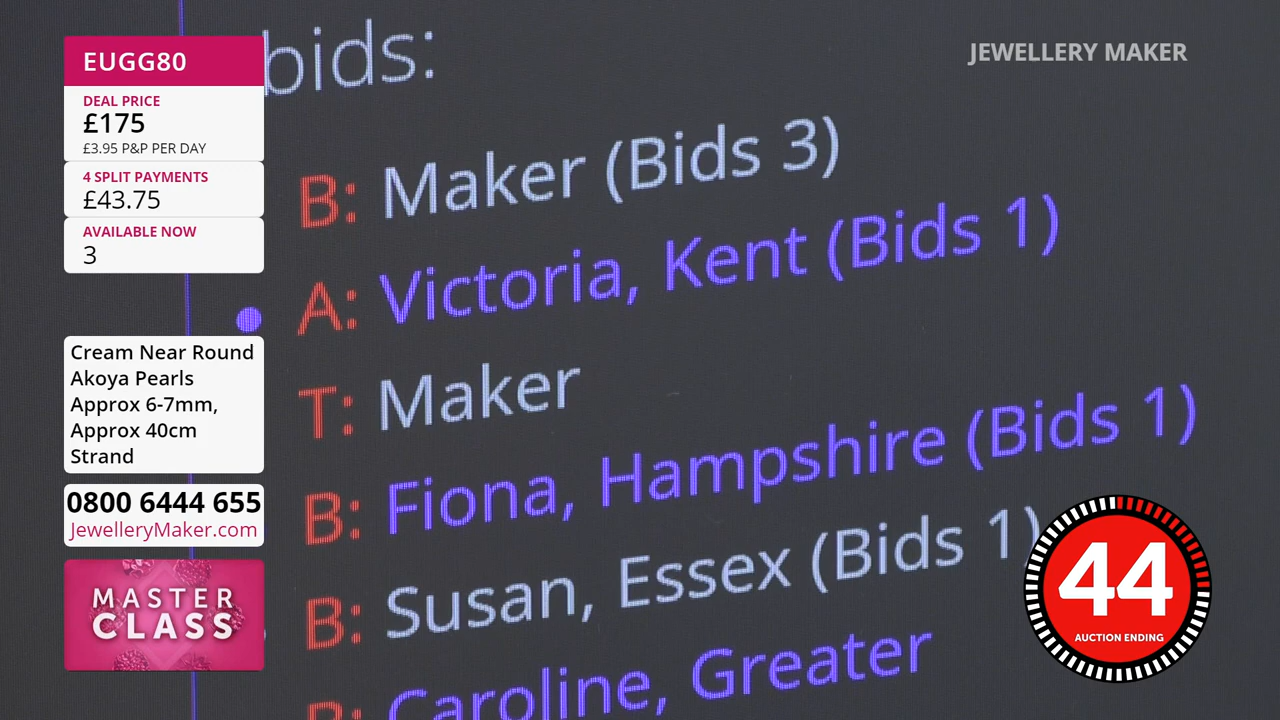 EUGG80
DEAL PRICE
£175
£3.95 P&P PER DAY
4 SPLIT PAYMENTS
£43.75
AVAILABLE NOW
3
Cream Near Round
Akoya Pearls
Approx 6-7mm,
Approx 40cm
Strand
0800 6444 655
JewelleryMaker.com
MASTER
CLASS
JEWELLERY MAKER
bids:
B: Maker (Bids 3)
A: Victoria, Kent (Bids 1)
T: Maker
B: Fiona, Hampshire (Bids 1)
B: Susan, Essex (Bids 1)
B: Caroline, Greater
44
AUCTION ENDING